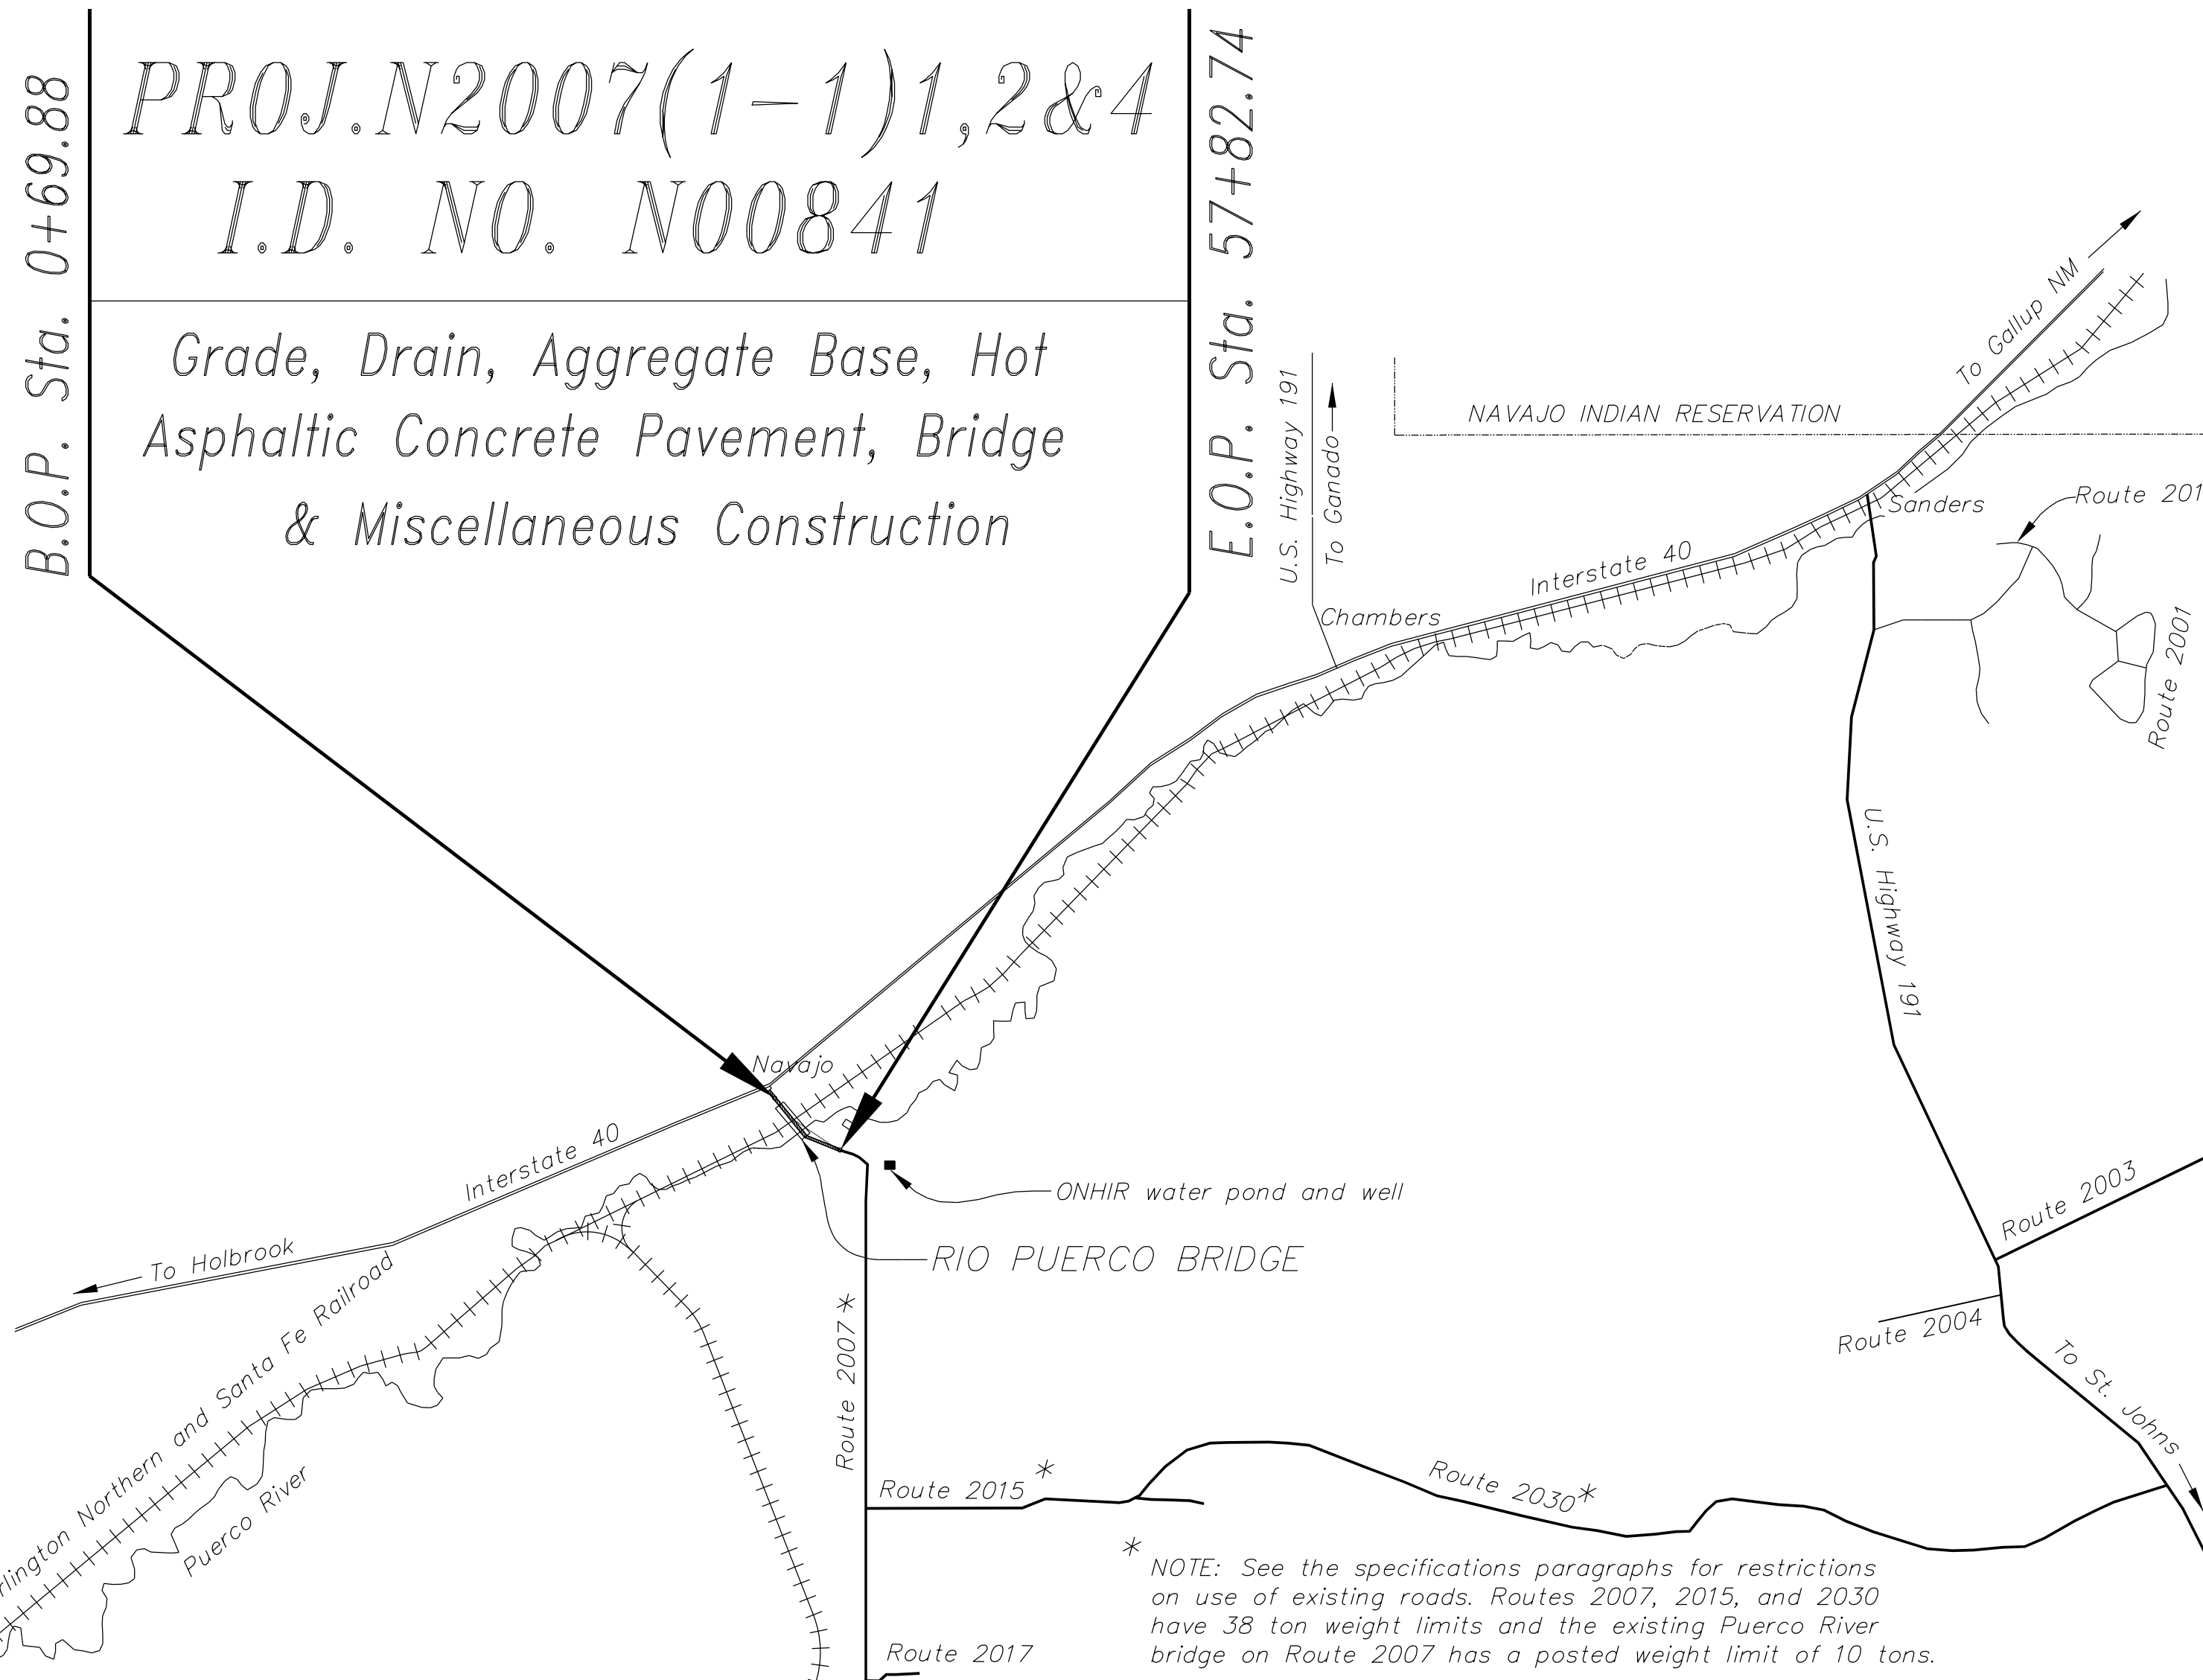 B.O.P. Sta. 0+69.88
PROJ.N2007(1-1)1,2&4
I.D. NO. N00841
Grade, Drain, Aggregate Base, Hot
Asphaltic Concrete Pavement, Bridge
& Miscellaneous Construction
E.O.P. Sta. 57+82.74
U.S. Highway 191
To Ganado
NAVAJO INDIAN RESERVATION
To Gallup NM
Sanders
Route 201
Interstate 40
Chambers
Route 2001
U.S. Highway 191
Navajo
Interstate 40
ONHIR water pond and well
RIO PUERCO BRIDGE
To Holbrook
rlington Northern and Santa Fe Railroad
Puerco River
Route 2007*
Route 2003
Route 2004
To St. Johns
Route 2015*
Route 2030*
* NOTE: See the specifications paragraphs for restrictions
on use of existing roads. Routes 2007, 2015, and 2030
have 38 ton weight limits and the existing Puerco River
bridge on Route 2007 has a posted weight limit of 10 tons.
Route 2017